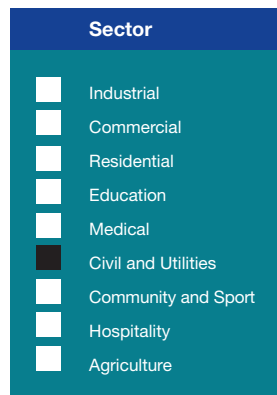 Sector
Industrial
Commercial
Residential
Education
Medical
Civil and Utilities
Community and Sport
Hospitality
Agriculture